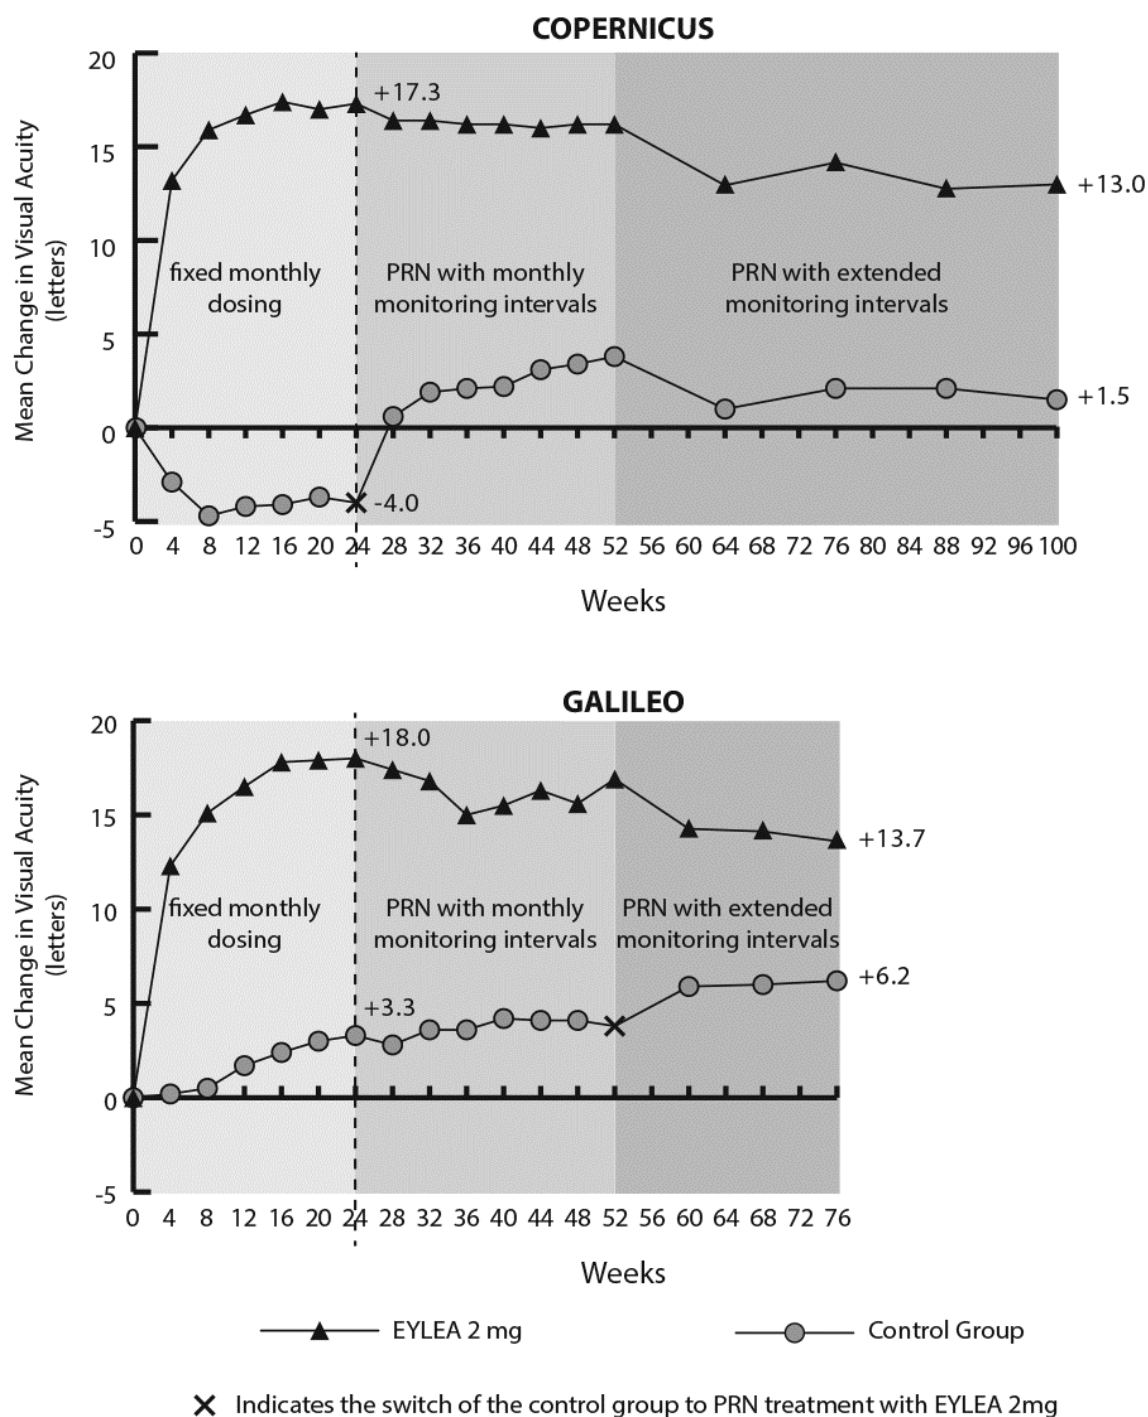 COPERNICUS
Mean Change in Visual Acuity
(letters)
20
15
10
5
0
-5
+17.3
+13.0
fixed monthly
dosing
PRN with monthly
monitoring intervals
PRN with extended
monitoring intervals
+1.5
-4.0
0 4 8 12 16 20 24 28 32 36 40 44 48 52 56 60 64 68 72 76 80 84 88 92 96 100
Weeks
GALILEO
Mean Change in Visual Acuity
(letters)
20
15
10
5
0
-5
+18.0
+13.7
fixed monthly
dosing
PRN with monthly
monitoring intervals
PRN with extended
monitoring intervals
+3.3
+6.2
0 4 8 12 16 20 24 28 32 36 40 44 48 52 56 60 64 68 72 76
Weeks
EYLEA 2 mg
Control Group
Indicates the switch of the control group to PRN treatment with EYLEA 2mg